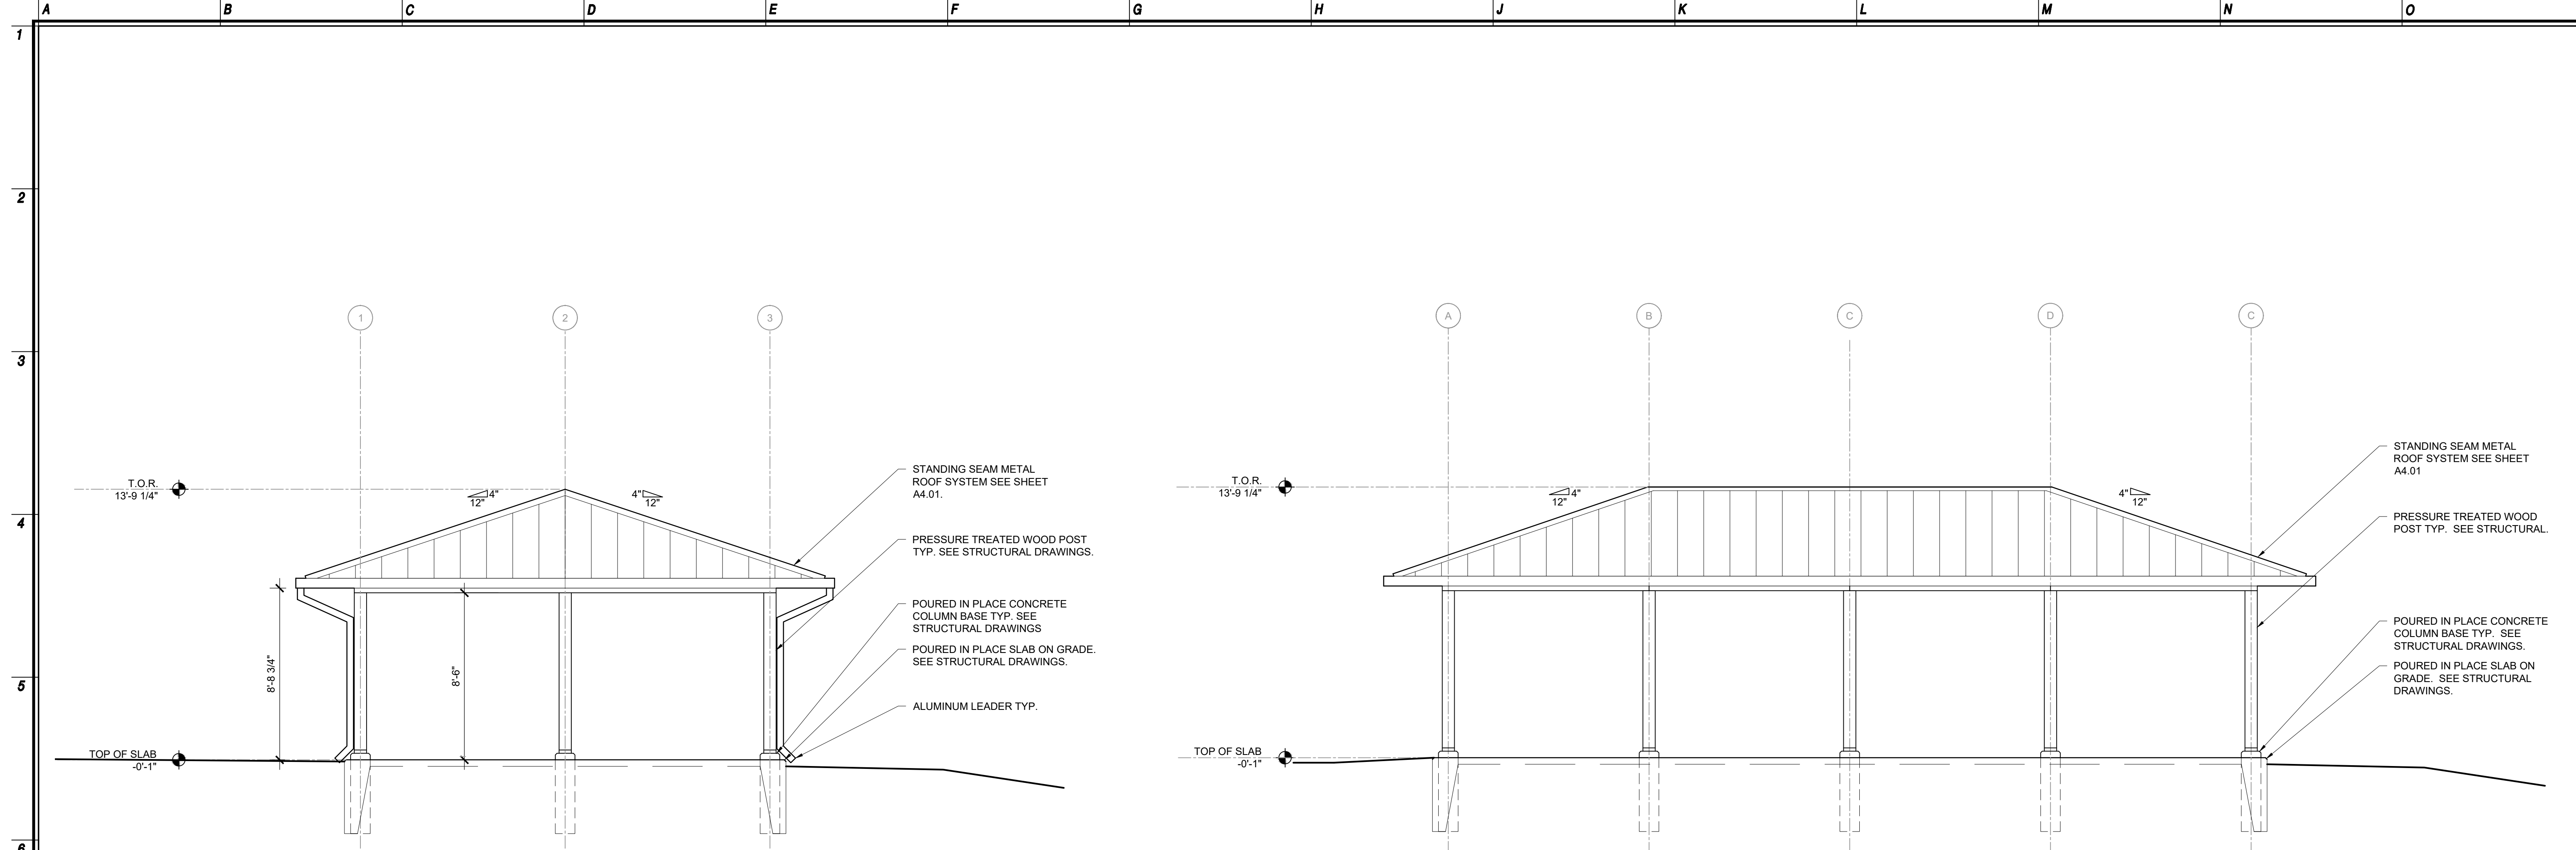 A B C D E F G H J K L M N O
1
2
3
4
5
6
1 2 3
T.O.R.
13'-9 1/4"
4"
12"
4"
12"
8'-8 3/4"
8'-6"
TOP OF SLAB
-0'-1"
STANDING SEAM METAL
ROOF SYSTEM SEE SHEET
A4.01.
PRESSURE TREATED WOOD POST
TYP. SEE STRUCTURAL DRAWINGS.
POURED IN PLACE CONCRETE
COLUMN BASE TYP. SEE
STRUCTURAL DRAWINGS
POURED IN PLACE SLAB ON GRADE.
SEE STRUCTURAL DRAWINGS.
ALUMINUM LEADER TYP.
A B C D C
T.O.R.
13'-9 1/4"
4"
12"
4"
12"
TOP OF SLAB
-0'-1"
STANDING SEAM METAL
ROOF SYSTEM SEE SHEET
A4.01
PRESSURE TREATED WOOD
POST TYP. SEE STRUCTURAL.
POURED IN PLACE CONCRETE
COLUMN BASE TYP. SEE
STRUCTURAL DRAWINGS.
POURED IN PLACE SLAB ON
GRADE. SEE STRUCTURAL
DRAWINGS.